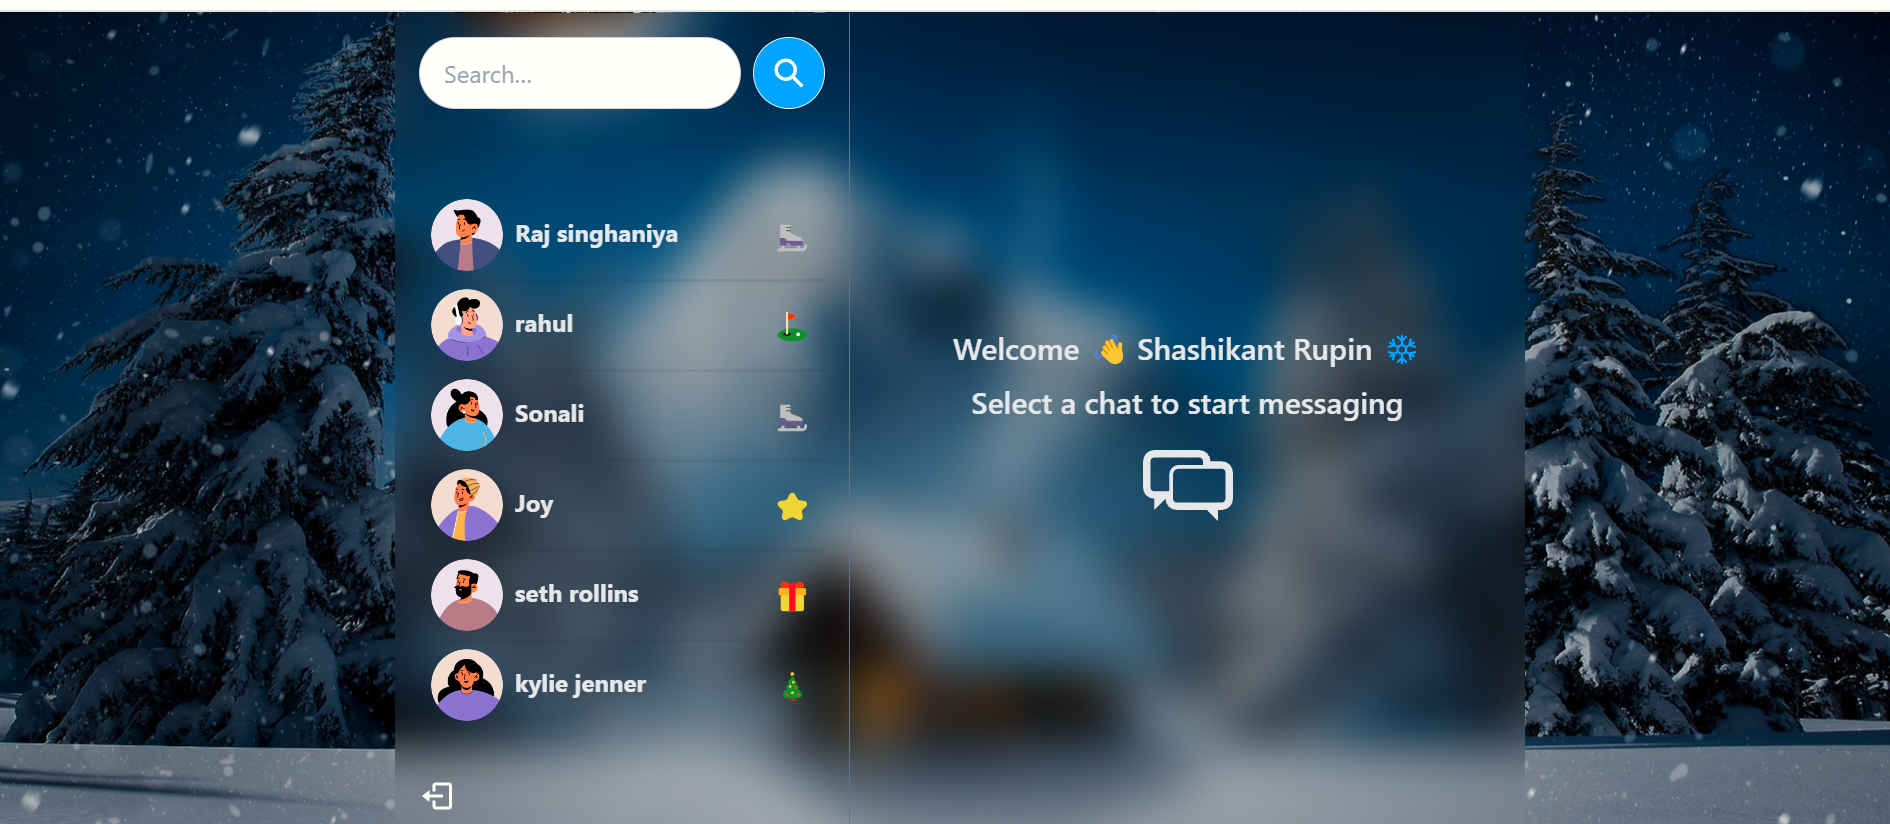 Search...
Raj singhaniya
rahul
Sonali
Joy
seth rollins
kylie jenner
Welcome 👋 Shashikant Rupin ❄
Select a chat to start messaging